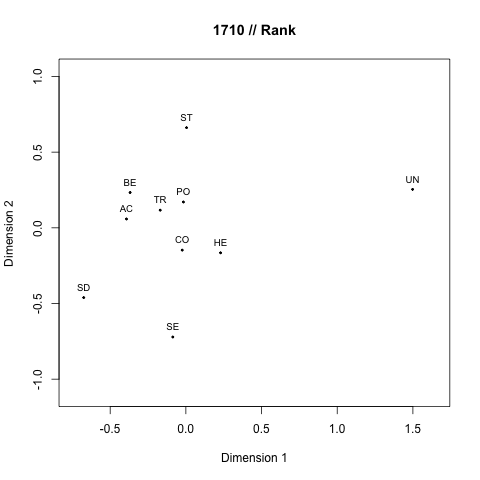 1710 // Rank
ST
UN
BE
PO
TR
AC
CO
HE
SD
SE
1.0
0.5
0.0
-0.5
-1.0
Dimension 2
-0.5
0.0
0.5
1.0
1.5
Dimension 1